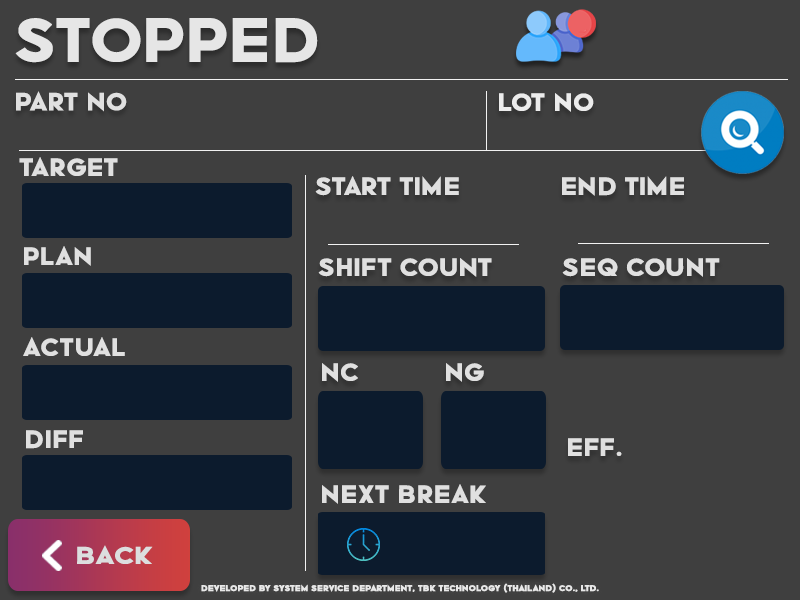 STOPPED
PART NO
LOT NO
TARGET
START TIME
END TIME
PLAN
SHIFT COUNT
SEQ COUNT
ACTUAL
NC
NG
DIFF
EFF.
NEXT BREAK
BACK
DEVELOPED BY SYSTEM SERVICE DEPARTMENT, TBK TECHNOLOGY (THAILAND) CO., LTD.